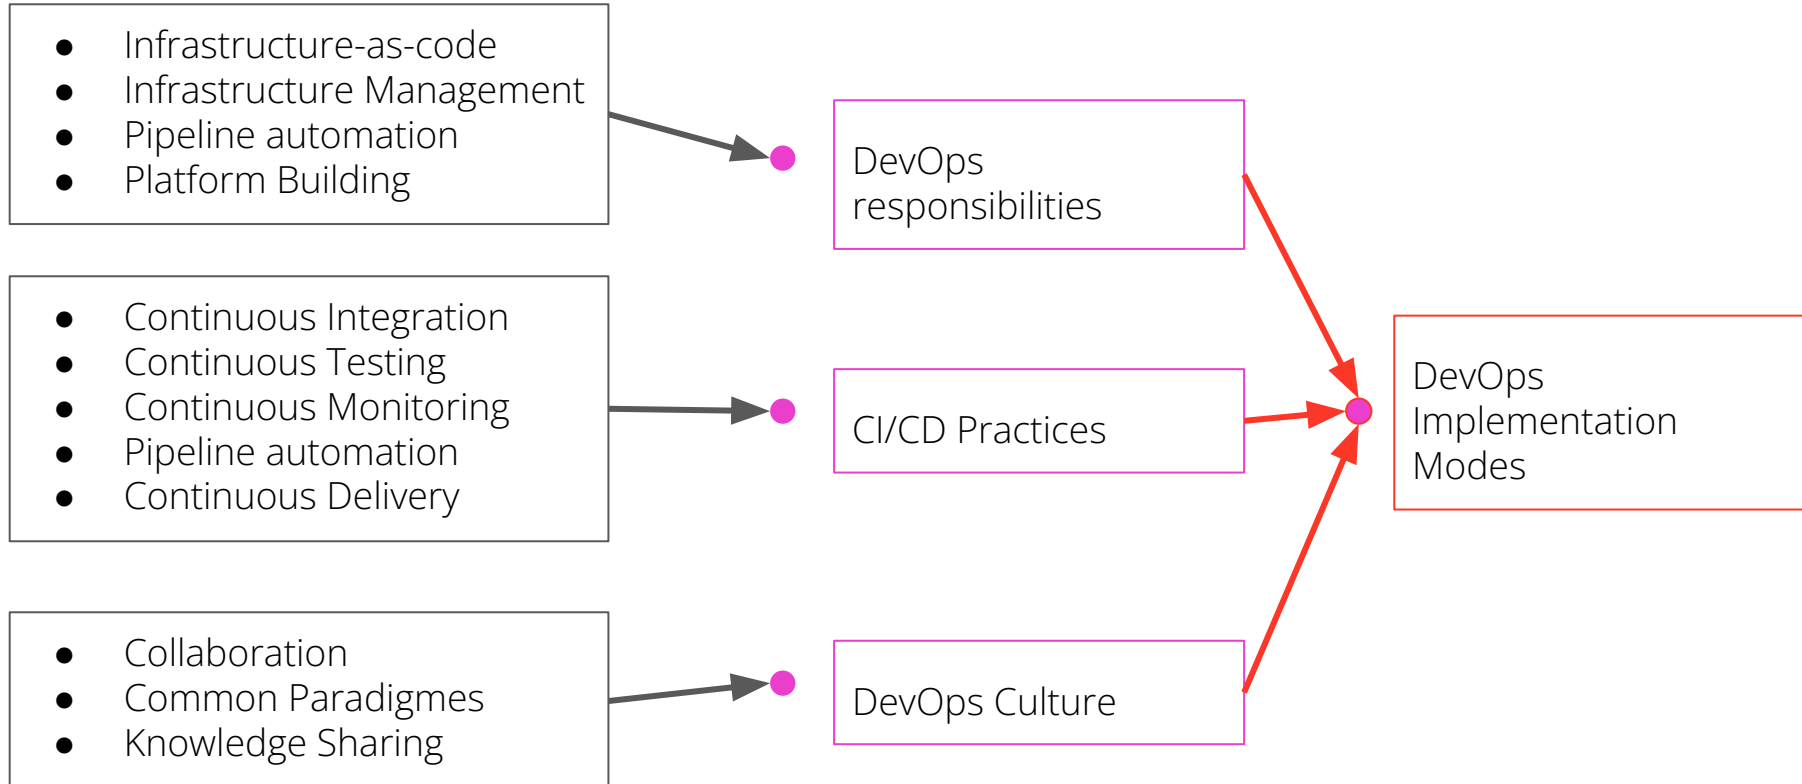 ● Infrastructure-as-code
● Infrastructure Management
● Pipeline automation
● Platform Building
DevOps
responsibilities
● Continuous Integration
● Continuous Testing
● Continuous Monitoring
● Pipeline automation
● Continuous Delivery
CI/CD Practices
● Collaboration
● Common Paradigmes
● Knowledge Sharing
DevOps Culture
DevOps
Implementation
Modes